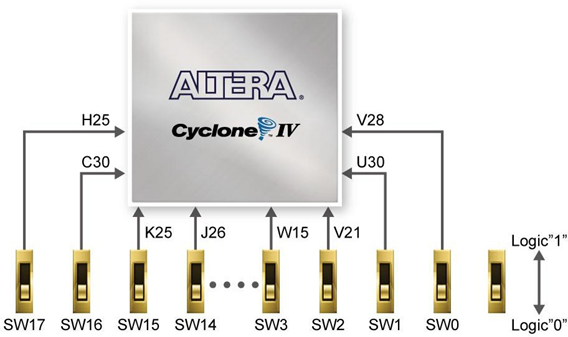 ALTERA®
Cyclone™ IV
H25
V28
C30
U30
K25
J26
W15
V21
Logic"1"
SW17
SW16
SW15
SW14
SW3
SW2
SW1
SW0
Logic"0"